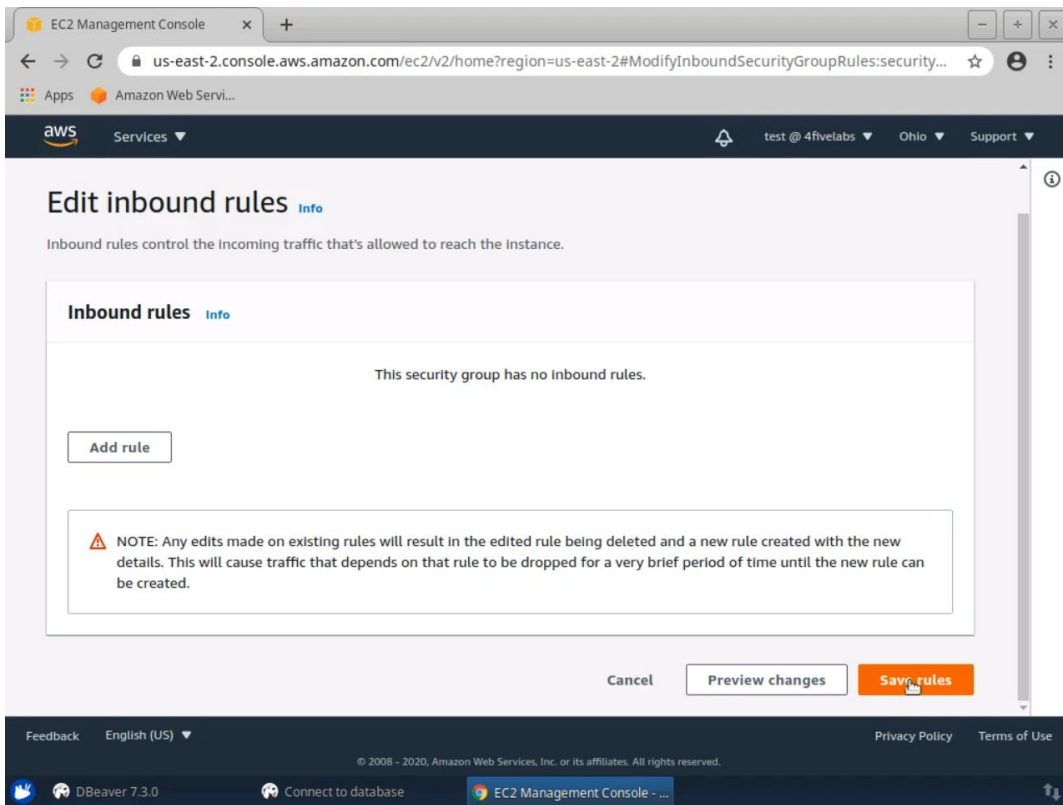 EC2 Management Console
us-east-2.console.aws.amazon.com/ec2/v2/home?region=us-east-2#ModifyInboundSecurityGroupRules:security...
Apps Amazon Web Servi...
aws Services ▼ test @ 4fivelabs ▼ Ohio ▼ Support ▼
Edit inbound rules Info
Inbound rules control the incoming traffic that's allowed to reach the instance.
Inbound rules Info
This security group has no inbound rules.
Add rule
NOTE: Any edits made on existing rules will result in the edited rule being deleted and a new rule created with the new
details. This will cause traffic that depends on that rule to be dropped for a very brief period of time until the new rule can
be created.
Cancel Preview changes Save rules
Feedback English (US) ▼ Privacy Policy Terms of Use
© 2008 - 2020, Amazon Web Services, Inc. or its affiliates. All rights reserved.
DBeaver 7.3.0 Connect to database EC2 Management Console - ...